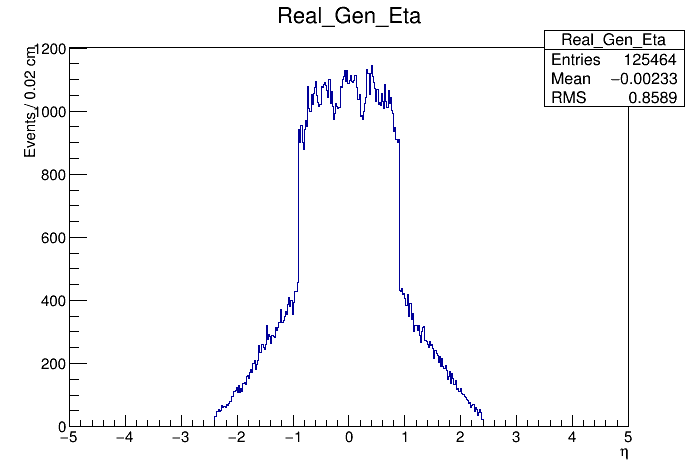 Real_Gen_Eta
Real_Gen_Eta
Entries 125464
Mean −0.00233
RMS 0.8589
Events / 0.02 cm
1200
1000
800
600
400
200
0
−5 −4 −3 −2 −1 0 1 2 3 4 5
η